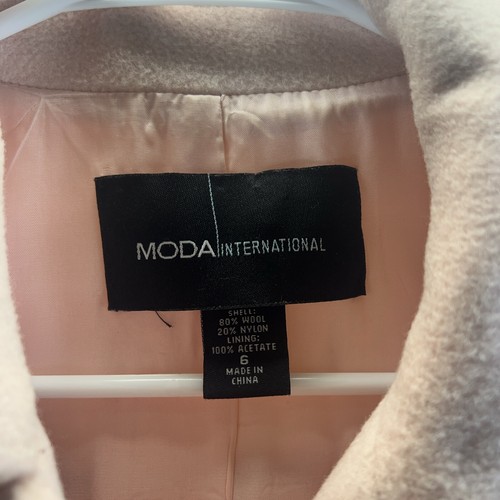 MODA INTERNATIONAL
SHELL:
80% WOOL
20% NYLON
LINING:
100% ACETATE
6
MADE IN
CHINA